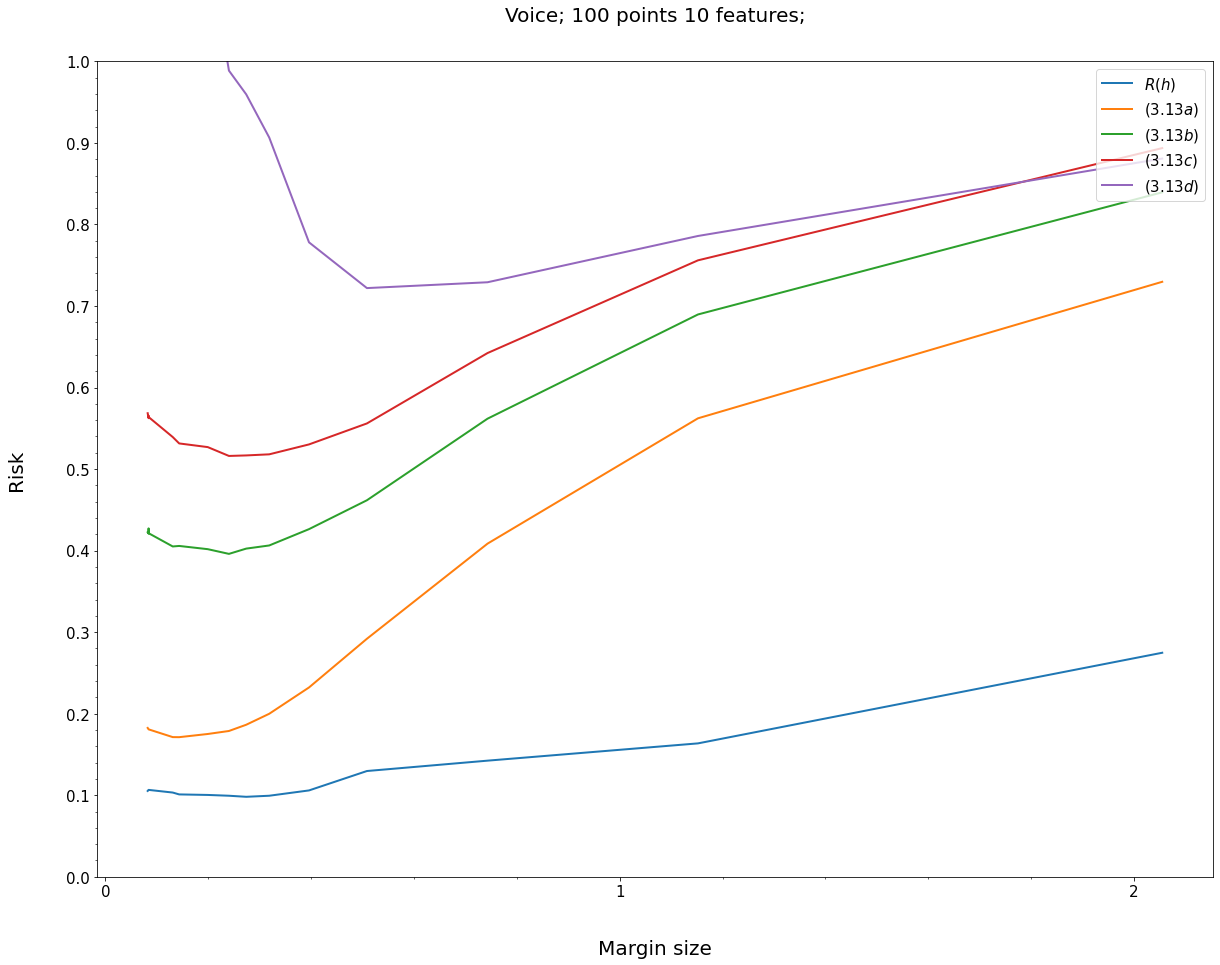 Voice; 100 points 10 features;
1.0
0.9
0.8
0.7
0.6
0.5
0.4
0.3
0.2
0.1
0.0
Risk
R(h)
(3.13a)
(3.13b)
(3.13c)
(3.13d)
0 1 2
Margin size